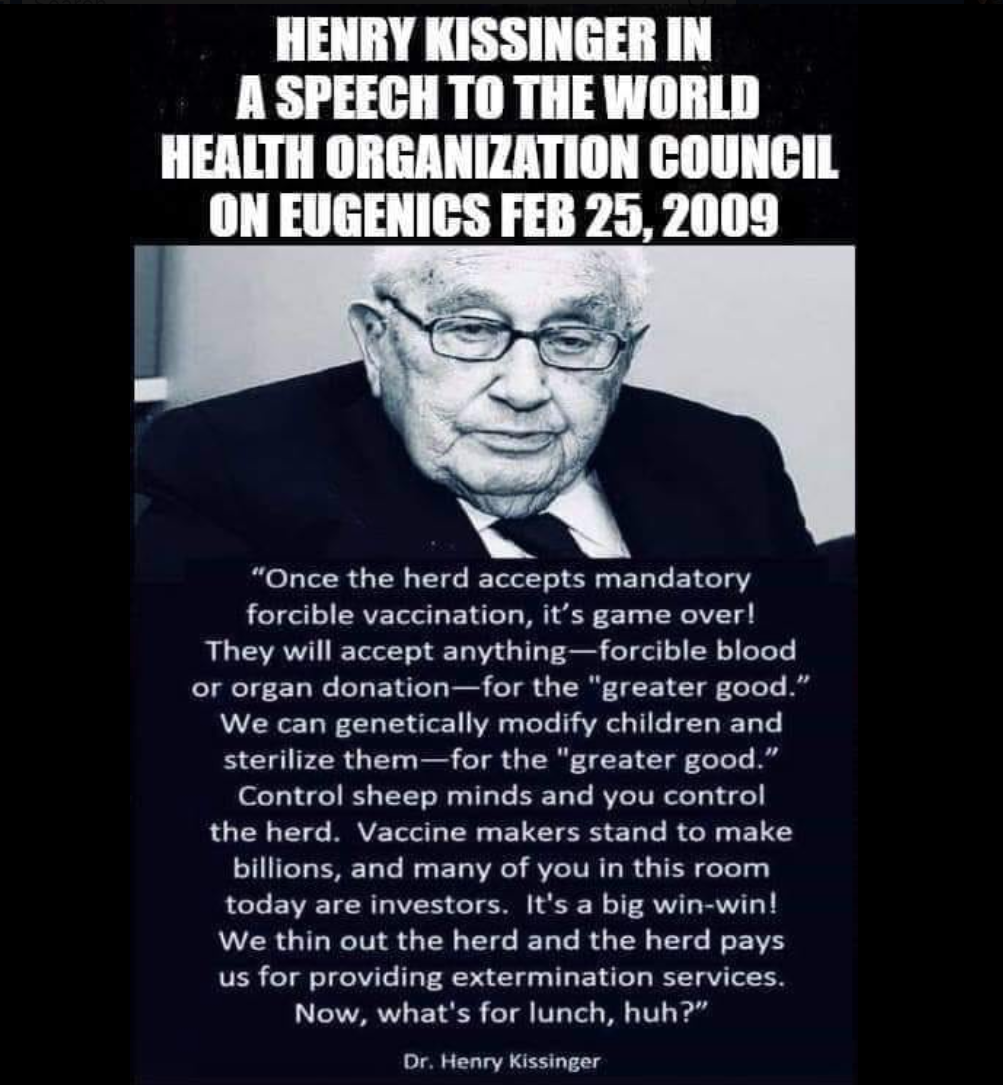 HENRY KISSINGER IN
A SPEECH TO THE WORLD
HEALTH ORGANIZATION COUNCIL
ON EUGENICS FEB 25, 2009
“Once the herd accepts mandatory
forcible vaccination, it’s game over!
They will accept anything—forcible blood
or organ donation—for the "greater good.”
We can genetically modify children and
sterilize them—for the "greater good.”
Control sheep minds and you control
the herd.  Vaccine makers stand to make
billions, and many of you in this room
today are investors.  It's a big win-win!
We thin out the herd and the herd pays
us for providing extermination services.
Now, what's for lunch, huh?”
Dr. Henry Kissinger